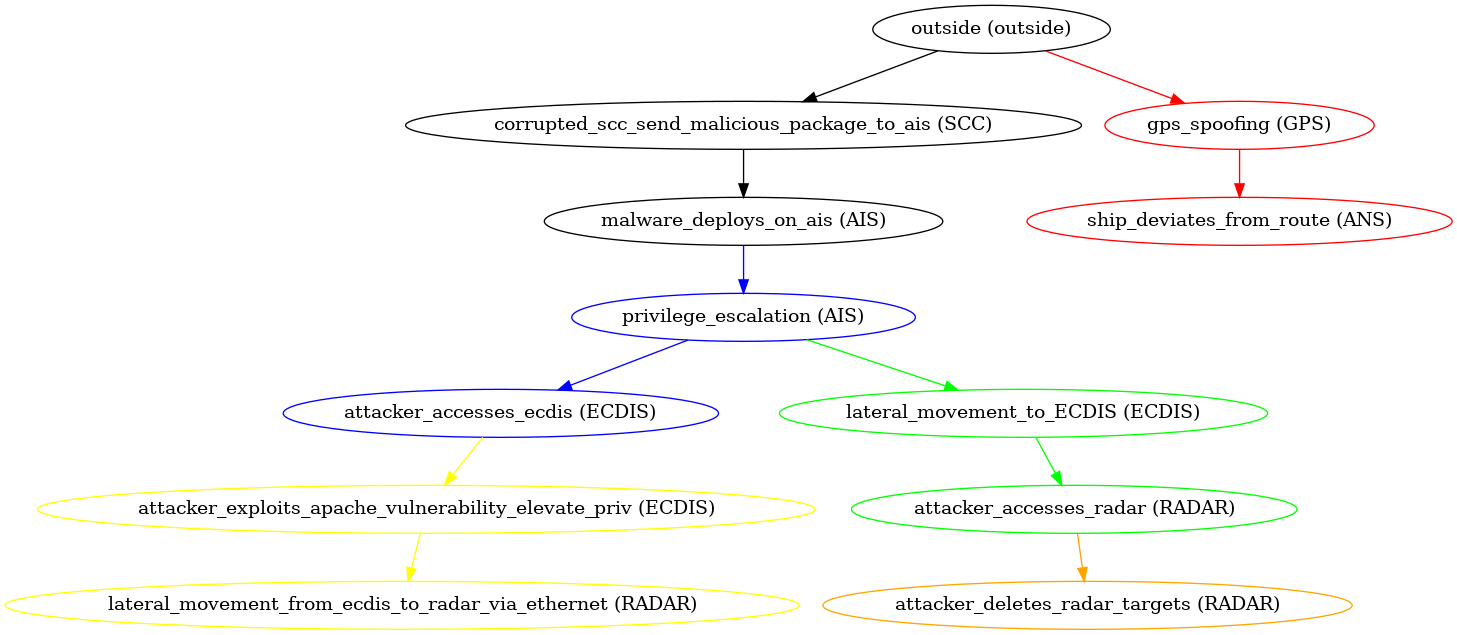 outside (outside)
corrupted_scc_send_malicious_package_to_ais (SCC)
gps_spoofing (GPS)
malware_deploys_on_ais (AIS)
ship_deviates_from_route (ANS)
privilege_escalation (AIS)
attacker_accesses_ecdis (ECDIS)
lateral_movement_to_ECDIS (ECDIS)
attacker_exploits_apache_vulnerability_elevate_priv (ECDIS)
attacker_accesses_radar (RADAR)
lateral_movement_from_ecdis_to_radar_via_ethernet (RADAR)
attacker_deletes_radar_targets (RADAR)